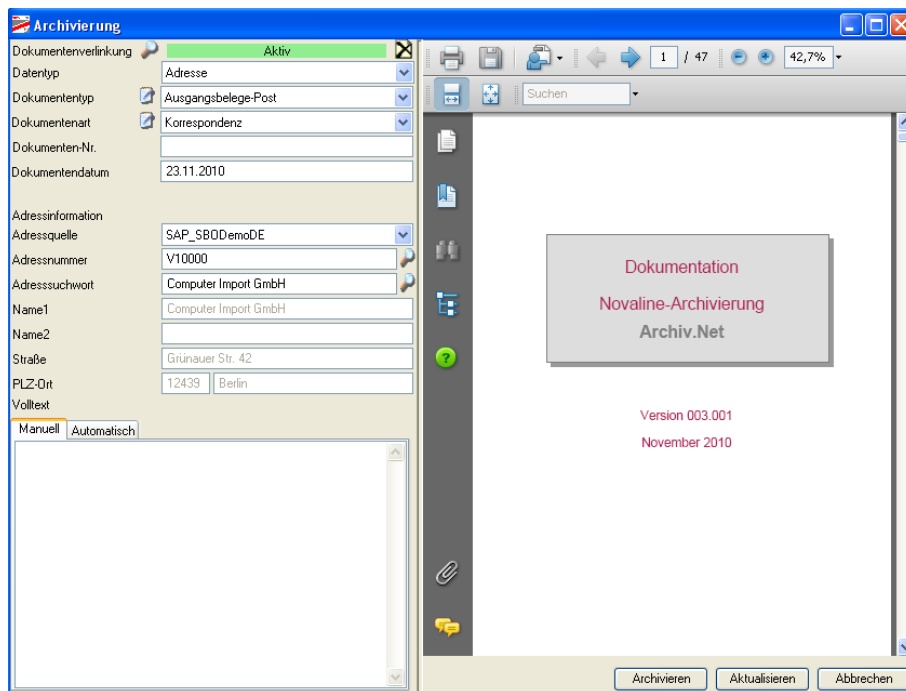 Archivierung
Dokumentenverlinkung Aktiv
Datentyp Adresse
Dokumententyp Ausgangsbelege-Post
Dokumentenart Korrespondenz
Dokumenten-Nr.
Dokumentendatum 23.11.2010
Adressinformation
Adressquelle SAP_SBODemoDE
Adressnummer V10000
Adresssuchwort Computer Import GmbH
Name1 Computer Import GmbH
Name2
Straße Grünauer Str. 42
PLZ-Ort 12439 Berlin
Volltext
Manuell Automatisch
1 / 47 42,7%
Suchen
Dokumentation
Novaline-Archivierung
Archiv.Net
Version 003.001
November 2010
Archivieren Aktualisieren Abbrechen